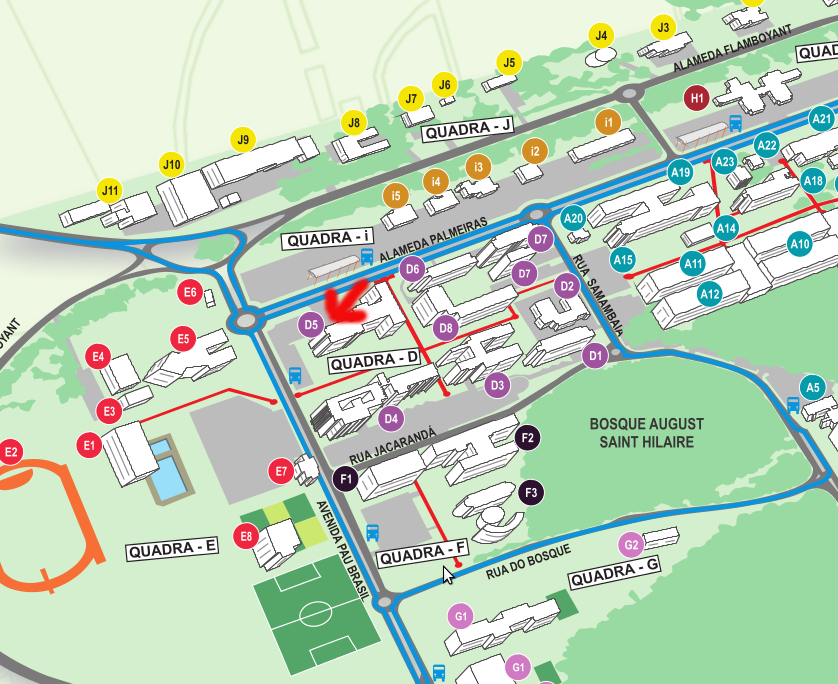 J3
J4
ALAMEDA FLAMBOYANT
QUAD
J5
J6
J7
H1
QUADRA - J
J8
i1
A21
J9
A22
J10
i2
A23
i3
A19
A18
i4
J11
i5
A20
ALAMEDA PALMEIRAS
A14
QUADRA - i
D7
A10
A15
A11
D6
D7
RUA SAMAMBAIA
D2
E6
A12
D5
D8
E5
OYANT
E4
QUADRA - D
D1
D3
A5
E3
D4
BOSQUE AUGUST
SAINT HILAIRE
E1
E2
RUA JACARANDÁ
F2
E7
F1
F3
AVENIDA PAU BRASIL
E8
QUADRA - E
QUADRA - F
G2
RUA DO BOSQUE
QUADRA - G
G1
G1